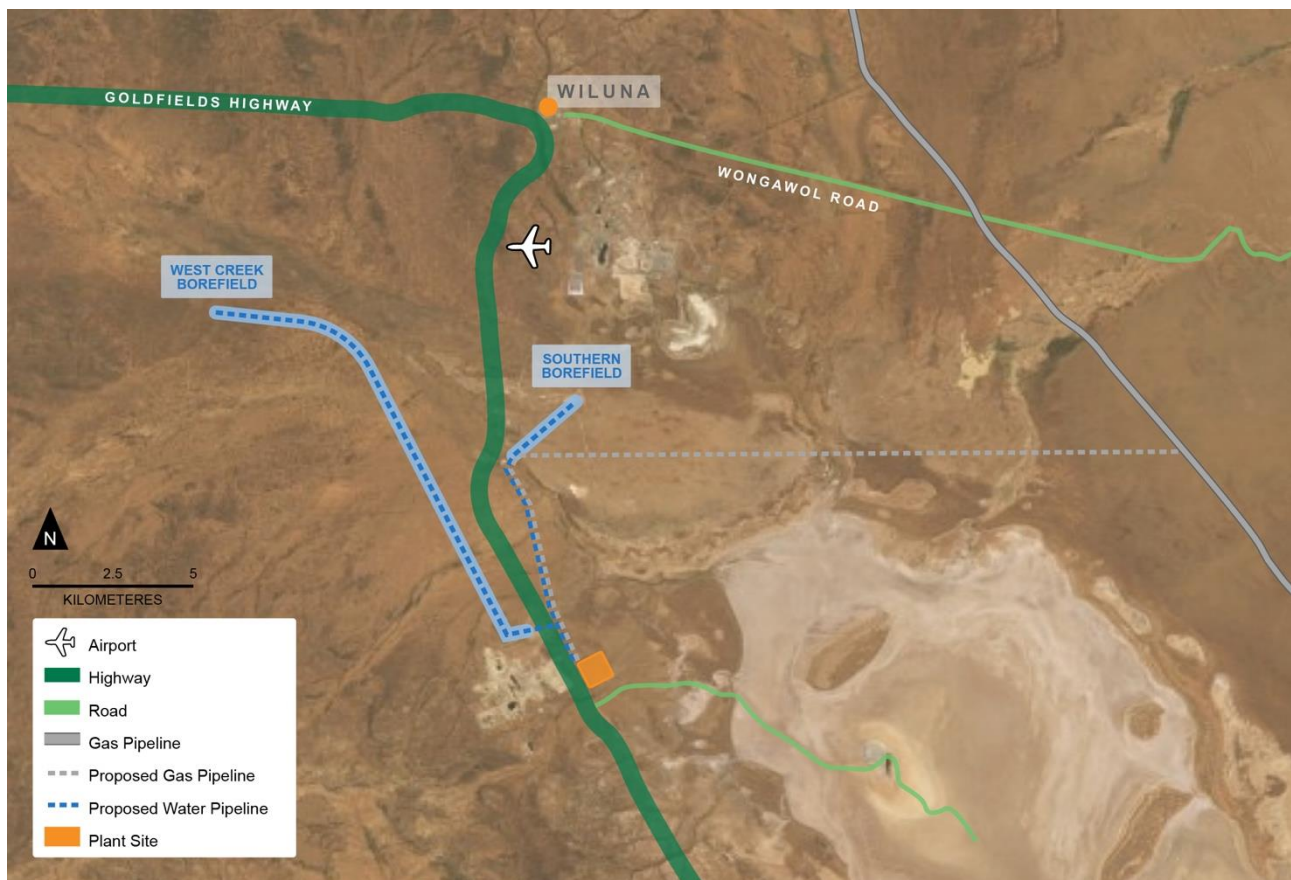 WILUNA
GOLDFIELDS HIGHWAY
WONGAWOL ROAD
WEST CREEK
BOREFIELD
SOUTHERN
BOREFIELD
N
0 2.5 5
KILOMETERES
Airport
Highway
Road
Gas Pipeline
Proposed Gas Pipeline
Proposed Water Pipeline
Plant Site